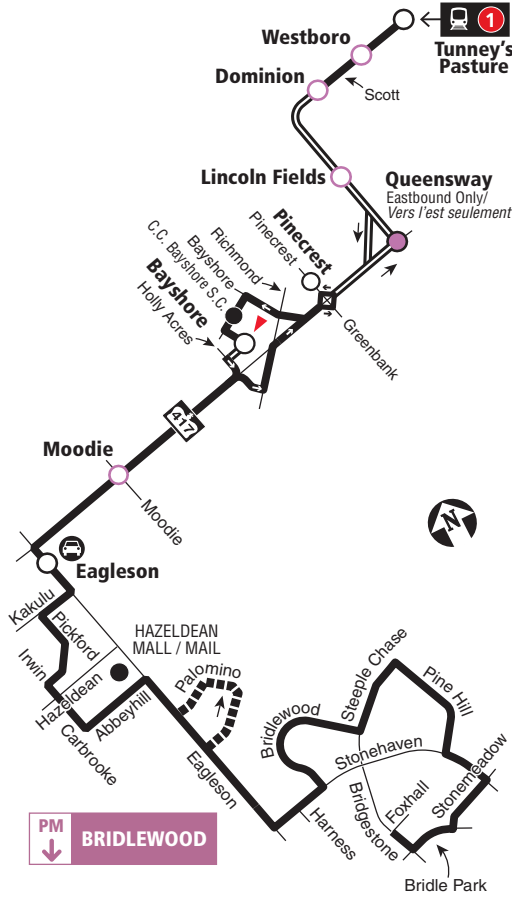 1
Tunney's
Pasture
Westboro
Dominion
Scott
Lincoln Fields
Queensway
Eastbound Only/
Vers l'est seulement
Pinecrest
Pinecrest
Richmond
Bayshore
C.C. Bayshore S.C.
Bayshore
Holly Acres
Greenbank
417
Moodie
Moodie
N
Eagleson
Kakulu
Pickford
Irwin
Hazeldean
Carbrooke
Abbeyhill
HAZELDEAN
MALL / MAIL
Palomino
Eagleson
Bridlewood
Steeple Chase
Pine Hill
Stonehaven
Stonemeadow
Foxhall
Bridgestone
Harness
Bridle Park
PM
BRIDLEWOOD